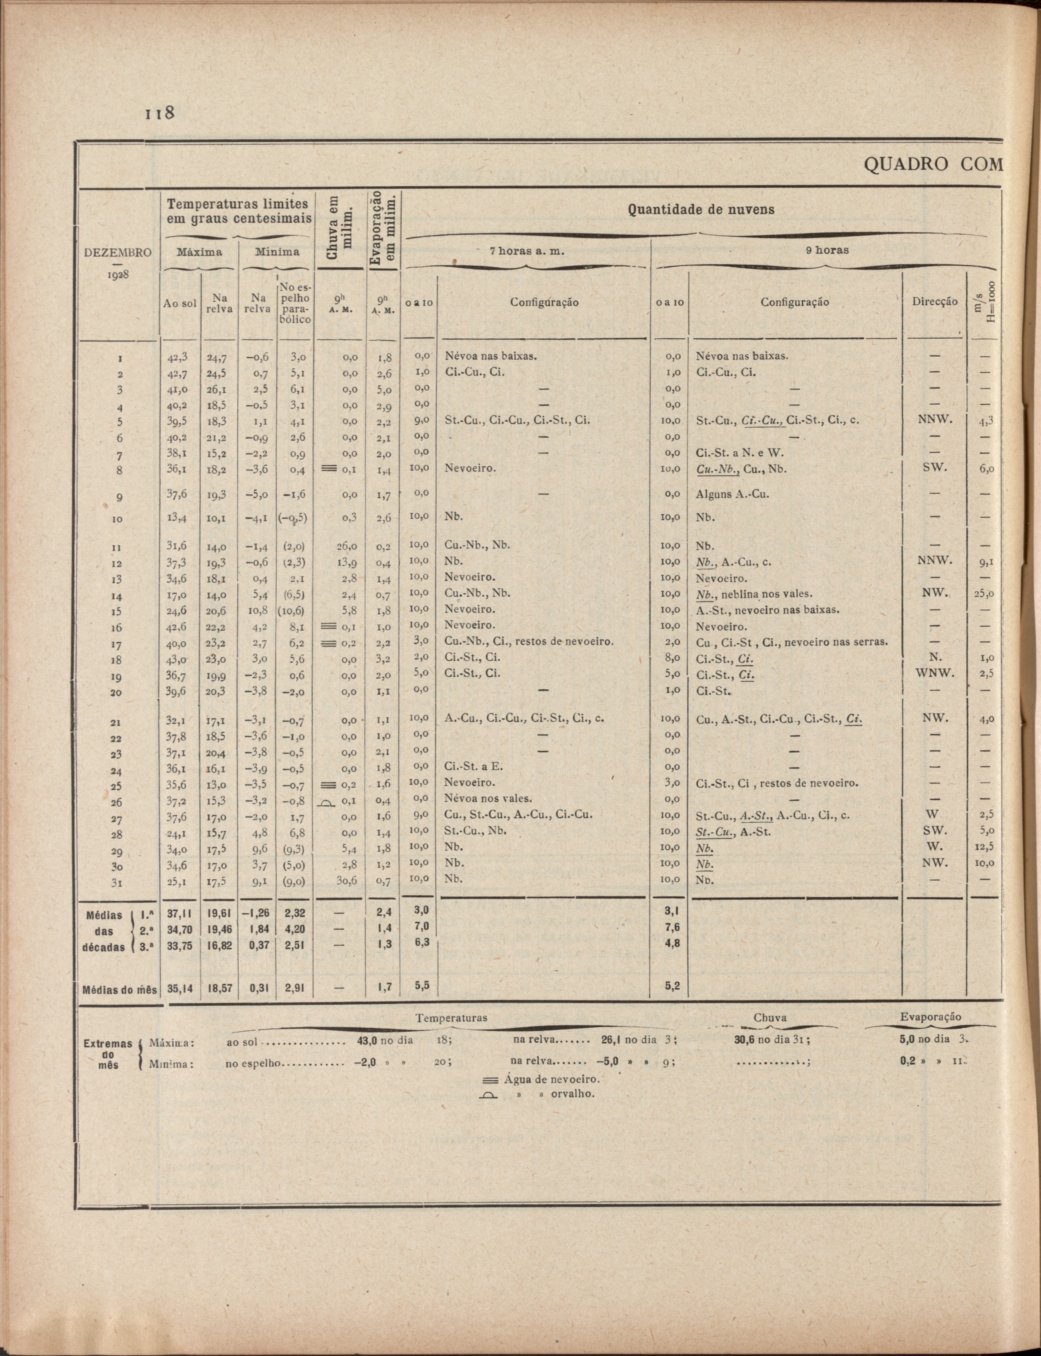 118
QUADRO COM
DEZEMBRO
—
1928
Temperaturas limites
em graus centesimais
Chuva em
milim.
Evaporação
em milim.
Quantidade de nuvens
Máxima Mínima 7 horas a. m. 9 horas
Ao sol Na relva Na relva No espelho parabólico 9h A. M. 9h A. M. 0 a 10 Configuração 0 a 10 Configuração Direcção m/s H=1000
1 42,3 24,7 —0,6 3,0 0,0 1,8 0,0 Névoa nas baixas. 0,0 Névoa nas baixas. — —
2 42,7 24,5 0,7 5,1 0,0 2,6 1,0 Ci.-Cu., Ci. 1,0 Ci.-Cu., Ci. — —
3 41,0 26,1 2,5 6,1 0,0 5,0 0,0 — 0,0 — — —
4 40,2 18,5 —0,5 3,1 0,0 2,9 0,0 — 0,0 — — —
5 39,5 18,3 1,1 4,1 0,0 2,2 9,0 St.-Cu., Ci.-Cu., Ci.-St., Ci. 10,0 St.-Cu., Ci.-Cu., Ci.-St., Ci., c. NNW. 4,3
6 40,2 21,2 —0,9 2,6 0,0 2,1 0,0 — 0,0 — — —
7 38,1 15,2 —2,2 0,9 0,0 2,0 0,0 — 0,0 Ci.-St. a N. e W. — —
8 36,1 18,2 —3,6 0,4 ≡ 0,1 1,4 10,0 Nevoeiro. 10,0 Cu.-Nb., Cu., Nb. SW. 6,0
9 37,6 19,3 —5,0 —1,6 0,0 1,7 0,0 — 0,0 Alguns A.-Cu. — —
10 13,4 10,1 —4,1 (—0,5) 0,3 2,6 10,0 Nb. 10,0 Nb. — —
11 31,6 14,0 —1,4 (2,0) 26,0 0,2 10,0 Cu.-Nb., Nb. 10,0 Nb. — —
12 37,3 19,3 —0,6 (2,3) 13,9 0,4 10,0 Nb. 10,0 Nb., A.-Cu., c. NNW. 9,1
13 34,6 18,1 0,4 2,1 2,8 1,4 10,0 Nevoeiro. 10,0 Nevoeiro. — —
14 17,0 14,0 5,4 (6,5) 2,4 0,7 10,0 Cu.-Nb., Nb. 10,0 Nb., neblina nos vales. NW. 25,0
15 24,6 20,6 10,8 (10,6) 5,8 1,8 10,0 Nevoeiro. 10,0 A.-St., nevoeiro nas baixas. — —
16 42,6 22,2 4,2 8,1 ≡ 0,1 1,0 10,0 Nevoeiro. 10,0 Nevoeiro. — —
17 40,0 23,2 2,7 6,2 ≡ 0,2 2,2 3,0 Cu.-Nb., Ci., restos de nevoeiro. 2,0 Cu , Ci.-St , Ci., nevoeiro nas serras. — —
18 43,0 23,0 3,0 5,6 0,0 3,2 2,0 Ci.-St., Ci. 8,0 Ci.-St., Ci. N. 1,0
19 36,7 19,9 —2,3 0,6 0,0 2,0 5,0 Ci.-St., Ci. 5,0 Ci.-St., Ci. WNW. 2,5
20 39,6 20,3 —3,8 —2,0 0,0 1,1 0,0 — 1,0 Ci.-St. — —
21 32,1 17,1 —3,1 —0,7 0,0 1,1 10,0 A.-Cu., Ci.-Cu., Ci-.St., Ci., c. 10,0 Cu., A.-St., Ci.-Cu , Ci.-St., Ci. NW. 4,0
22 37,8 18,5 —3,6 —1,0 0,0 1,0 0,0 — 0,0 — — —
23 37,1 20,4 —3,8 —0,5 0,0 2,1 0,0 — 0,0 — — —
24 36,1 16,1 —3,9 —0,5 0,0 1,8 0,0 Ci.-St. a E. 0,0 — — —
25 35,6 13,0 —3,5 —0,7 ≡ 0,2 1,6 10,0 Nevoeiro. 3,0 Ci.-St., Ci , restos de nevoeiro. — —
26 37,2 15,3 —3,2 —0,8 0,1 0,4 0,0 Névoa nos vales. 0,0 — — —
27 37,6 17,0 —2,0 1,7 0,0 1,6 9,0 Cu., St.-Cu., A.-Cu., Ci.-Cu. 10,0 St.-Cu., A.-St., A.-Cu., Ci., c. W 2,5
28 24,1 15,7 4,8 6,8 0,0 1,4 10,0 St.-Cu., Nb. 10,0 St.-Cu., A.-St. SW. 5,0
29 34,0 17,5 9,6 (9,3) 5,4 1,8 10,0 Nb. 10,0 Nb. W. 12,5
30 34,6 17,0 3,7 (5,0) 2,8 1,2 10,0 Nb. 10,0 Nb. NW. 10,0
31 25,1 17,5 9,1 (9,0) 30,6 0,7 10,0 Nb. 10,0 Nb. — —
Médias 1.ª 37,11 19,61 —1,26 2,32 — 2,4 3,0 3,1
das 2.ª 34,70 19,46 1,84 4,20 — 1,4 7,0 7,6
décadas 3.ª 33,75 16,82 0,37 2,51 — 1,3 6,3 4,8
Médias do mês 35,14 18,57 0,31 2,91 — 1,7 5,5 5,2
Temperaturas Chuva Evaporação
Extremas do mês
Máxima: ao sol ................ 43,0 no dia 18; na relva....... 26,1 no dia 3; 30,6 no dia 31; 5,0 no dia 3.
Mínima: no espelho............ —2,0 » » 20; na relva....... —5,0 » » 9; ............; 0,2 » » 11.
≡ Água de nevoeiro.
» » orvalho.